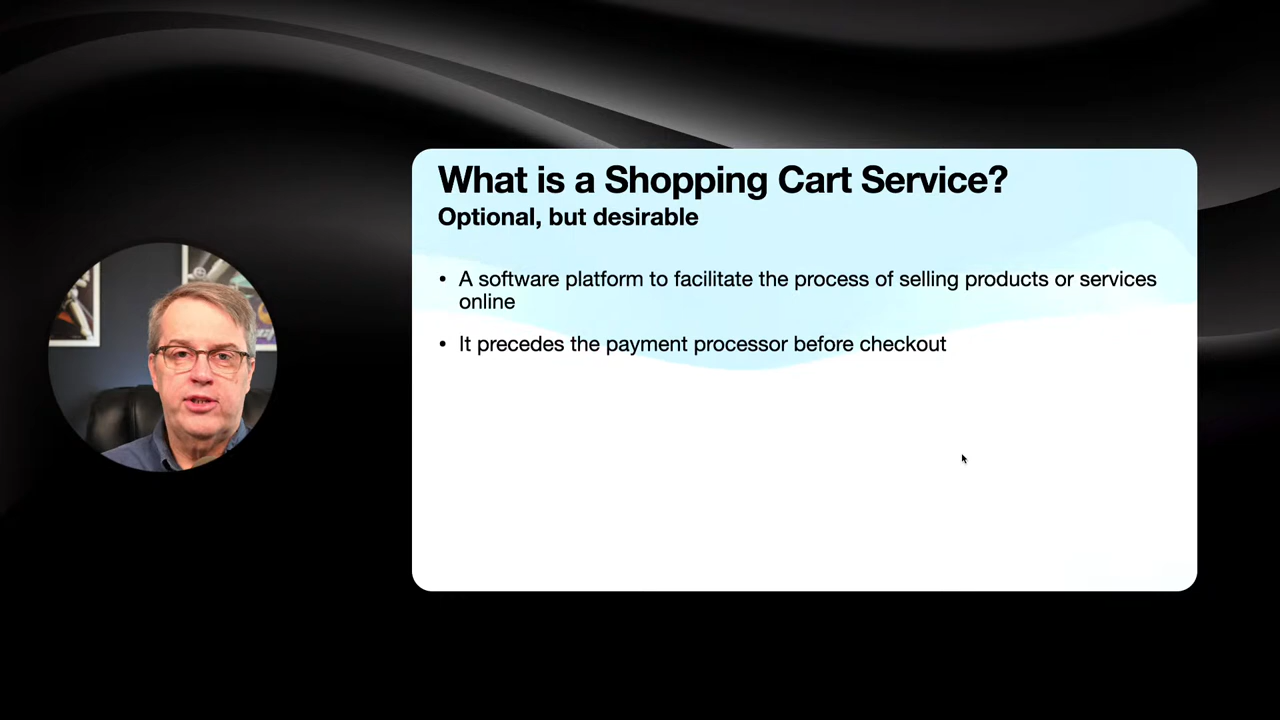 What is a Shopping Cart Service?
Optional, but desirable
• A software platform to facilitate the process of selling products or services
online
• It precedes the payment processor before checkout